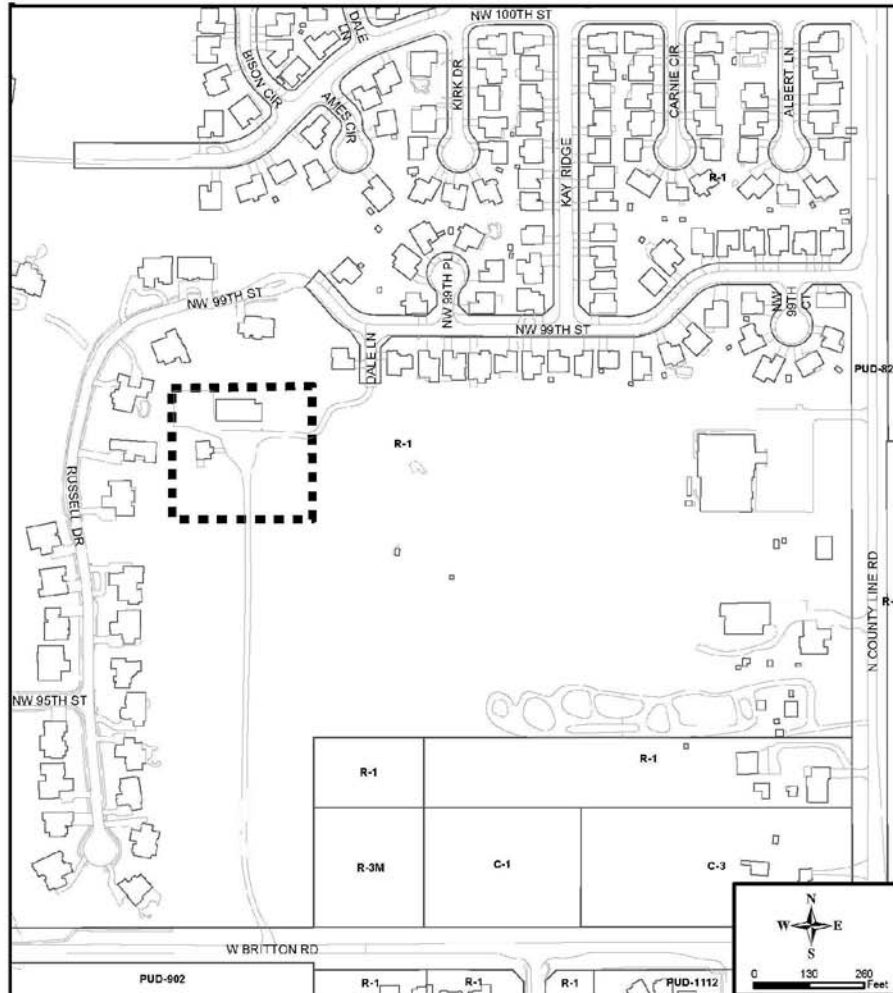 NW 100TH ST
DALE LN
BISON CIR
AMES CIR
KIRK DR
KAY RIDGE
CARNIE CIR
ALBERT LN
R-1
NW 99TH ST
NW 99TH PL
NW 99TH ST
NW 99TH CT
DALE LN
PUD-82
R-1
RUSSELL DR
N COUNTY LINE RD
R-
NW 95TH ST
R-1
R-1
R-3M
C-1
C-3
W BRITTON RD
PUD-902
R-1
R-1
R-1
PUD-1112
N
W E
S
0 130 260
Feet